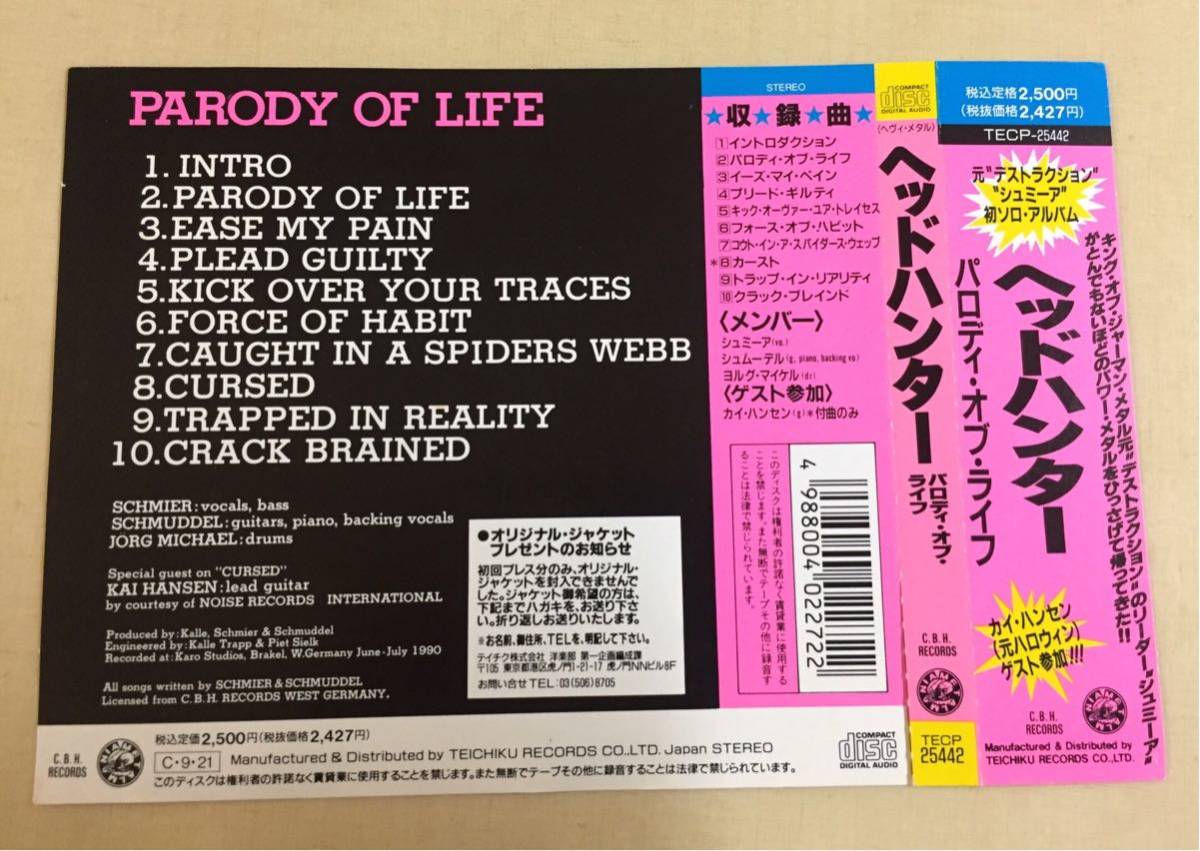 PARODY OF LIFE
1. INTRO
2. PARODY OF LIFE
3. EASE MY PAIN
4. PLEAD GUILTY
5. KICK OVER YOUR TRACES
6. FORCE OF HABIT
7. CAUGHT IN A SPIDERS WEBB
8. CURSED
9. TRAPPED IN REALITY
10. CRACK BRAINED
SCHMIER: vocals, bass
SCHMUDDEL: guitars, piano, backing vocals
JÖRG MICHAEL: drums
Special guest on "CURSED"
KAI HANSEN: lead guitar
by courtesy of NOISE RECORDS INTERNATIONAL
Produced by: Kalle, Schmier & Schmuddel
Engineered by: Kalle Trapp & Piet Sielk
Recorded at: Karo Studios, Brakel, W.Germany June-July 1990
All songs written by SCHMIER & SCHMUDDEL
Licensed from C.B.H. RECORDS WEST GERMANY.
●オリジナル・ジャケット
プレゼントのお知らせ
初回プレス分のみ、オリジナル・
ジャケットを封入できませんで
した。ジャケット御希望の方は、
下記までハガキを、お送り下さ
い。折り返しお送りいたします。
※お名前、御住所、TELを、明記して下さい。
テイチク株式会社 洋楽部 第一企画編成課
〒105 東京都港区虎ノ門1-21-17 虎ノ門NNビル8F
お問い合せ TEL:03(506)8705
C.B.H.
RECORDS
税込定価2,500円(税抜価格2,427円)
C・9・21
Manufactured & Distributed by TEICHIKU RECORDS CO.,LTD. Japan STEREO
このディスクは権利者の許諾なく賃貸業に使用することを禁じます。また無断でテープその他に録音することは法律で禁じられています。
COMPACT
disc
DIGITAL AUDIO
STEREO
★収★録★曲★
1イントロダクション
2パロディ・オブ・ライフ
3イーズ・マイ・ペイン
4プリード・ギルティ
5キック・オーヴァー・ユア・トレイセス
6フォース・オブ・ハビット
7コウト・イン・ア・スパイダース・ウェッブ
*8カースト
9トラップ・イン・リアリティ
10クラック・ブレインド
〈メンバー〉
シュミーア(vo.)
シュムーデル(g, piano, backing vo.)
ヨルグ・マイケル(dr.)
〈ゲスト参加〉
カイ・ハンセン(g)*付曲のみ
このディスクは権利者の許諾なく賃貸業に使用する
ことを禁じます。また無断でテープその他に録音す
ることは法律で禁じられています。
4 988004 022722
COMPACT
disc
DIGITAL AUDIO
〈ヘヴィ・メタル〉
ヘッドハンター
パロディ・オブ・
ライフ
C.B.H.
RECORDS
TECP
25442
税込定価2,500円
(税抜価格2,427円)
TECP-25442
元"デストラクション"
"シュミーア"
初ソロ・アルバム
キング・オブ・ジャーマン・メタル元"デストラクション"のリーダー"シュミーア"
がとんでもないほどのパワー・メタルをひっさげて帰ってきた!!
ヘッドハンター
パロディ・オブ・ライフ
カイ・ハンセン
(元ハロウィン)
ゲスト参加!!!
C.B.H.
RECORDS
Manufactured & Distributed by
TEICHIKU RECORDS CO.,LTD.